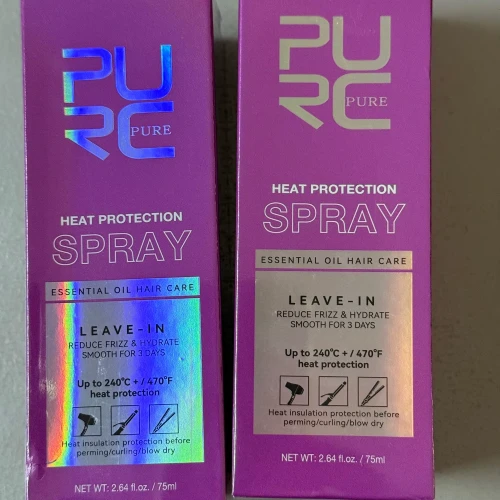 PU
RC
PURE
HEAT PROTECTION
SPRAY
ESSENTIAL OIL HAIR CARE
LEAVE-IN
REDUCE FRIZZ & HYDRATE
SMOOTH FOR 3 DAYS
Up to 240°C + / 470°F
heat protection
Heat insulation protection before
perming/curling/blow dry
NET WT: 2.64 fl.oz. / 75ml
PU
RC
PURE
HEAT PROTECTION
SPRAY
ESSENTIAL OIL HAIR CARE
LEAVE-IN
REDUCE FRIZZ & HYDRATE
SMOOTH FOR 3 DAYS
Up to 240°C + / 470°F
heat protection
Heat insulation protection before
perming/curling/blow dry
NET WT: 2.64 fl.oz. / 75ml